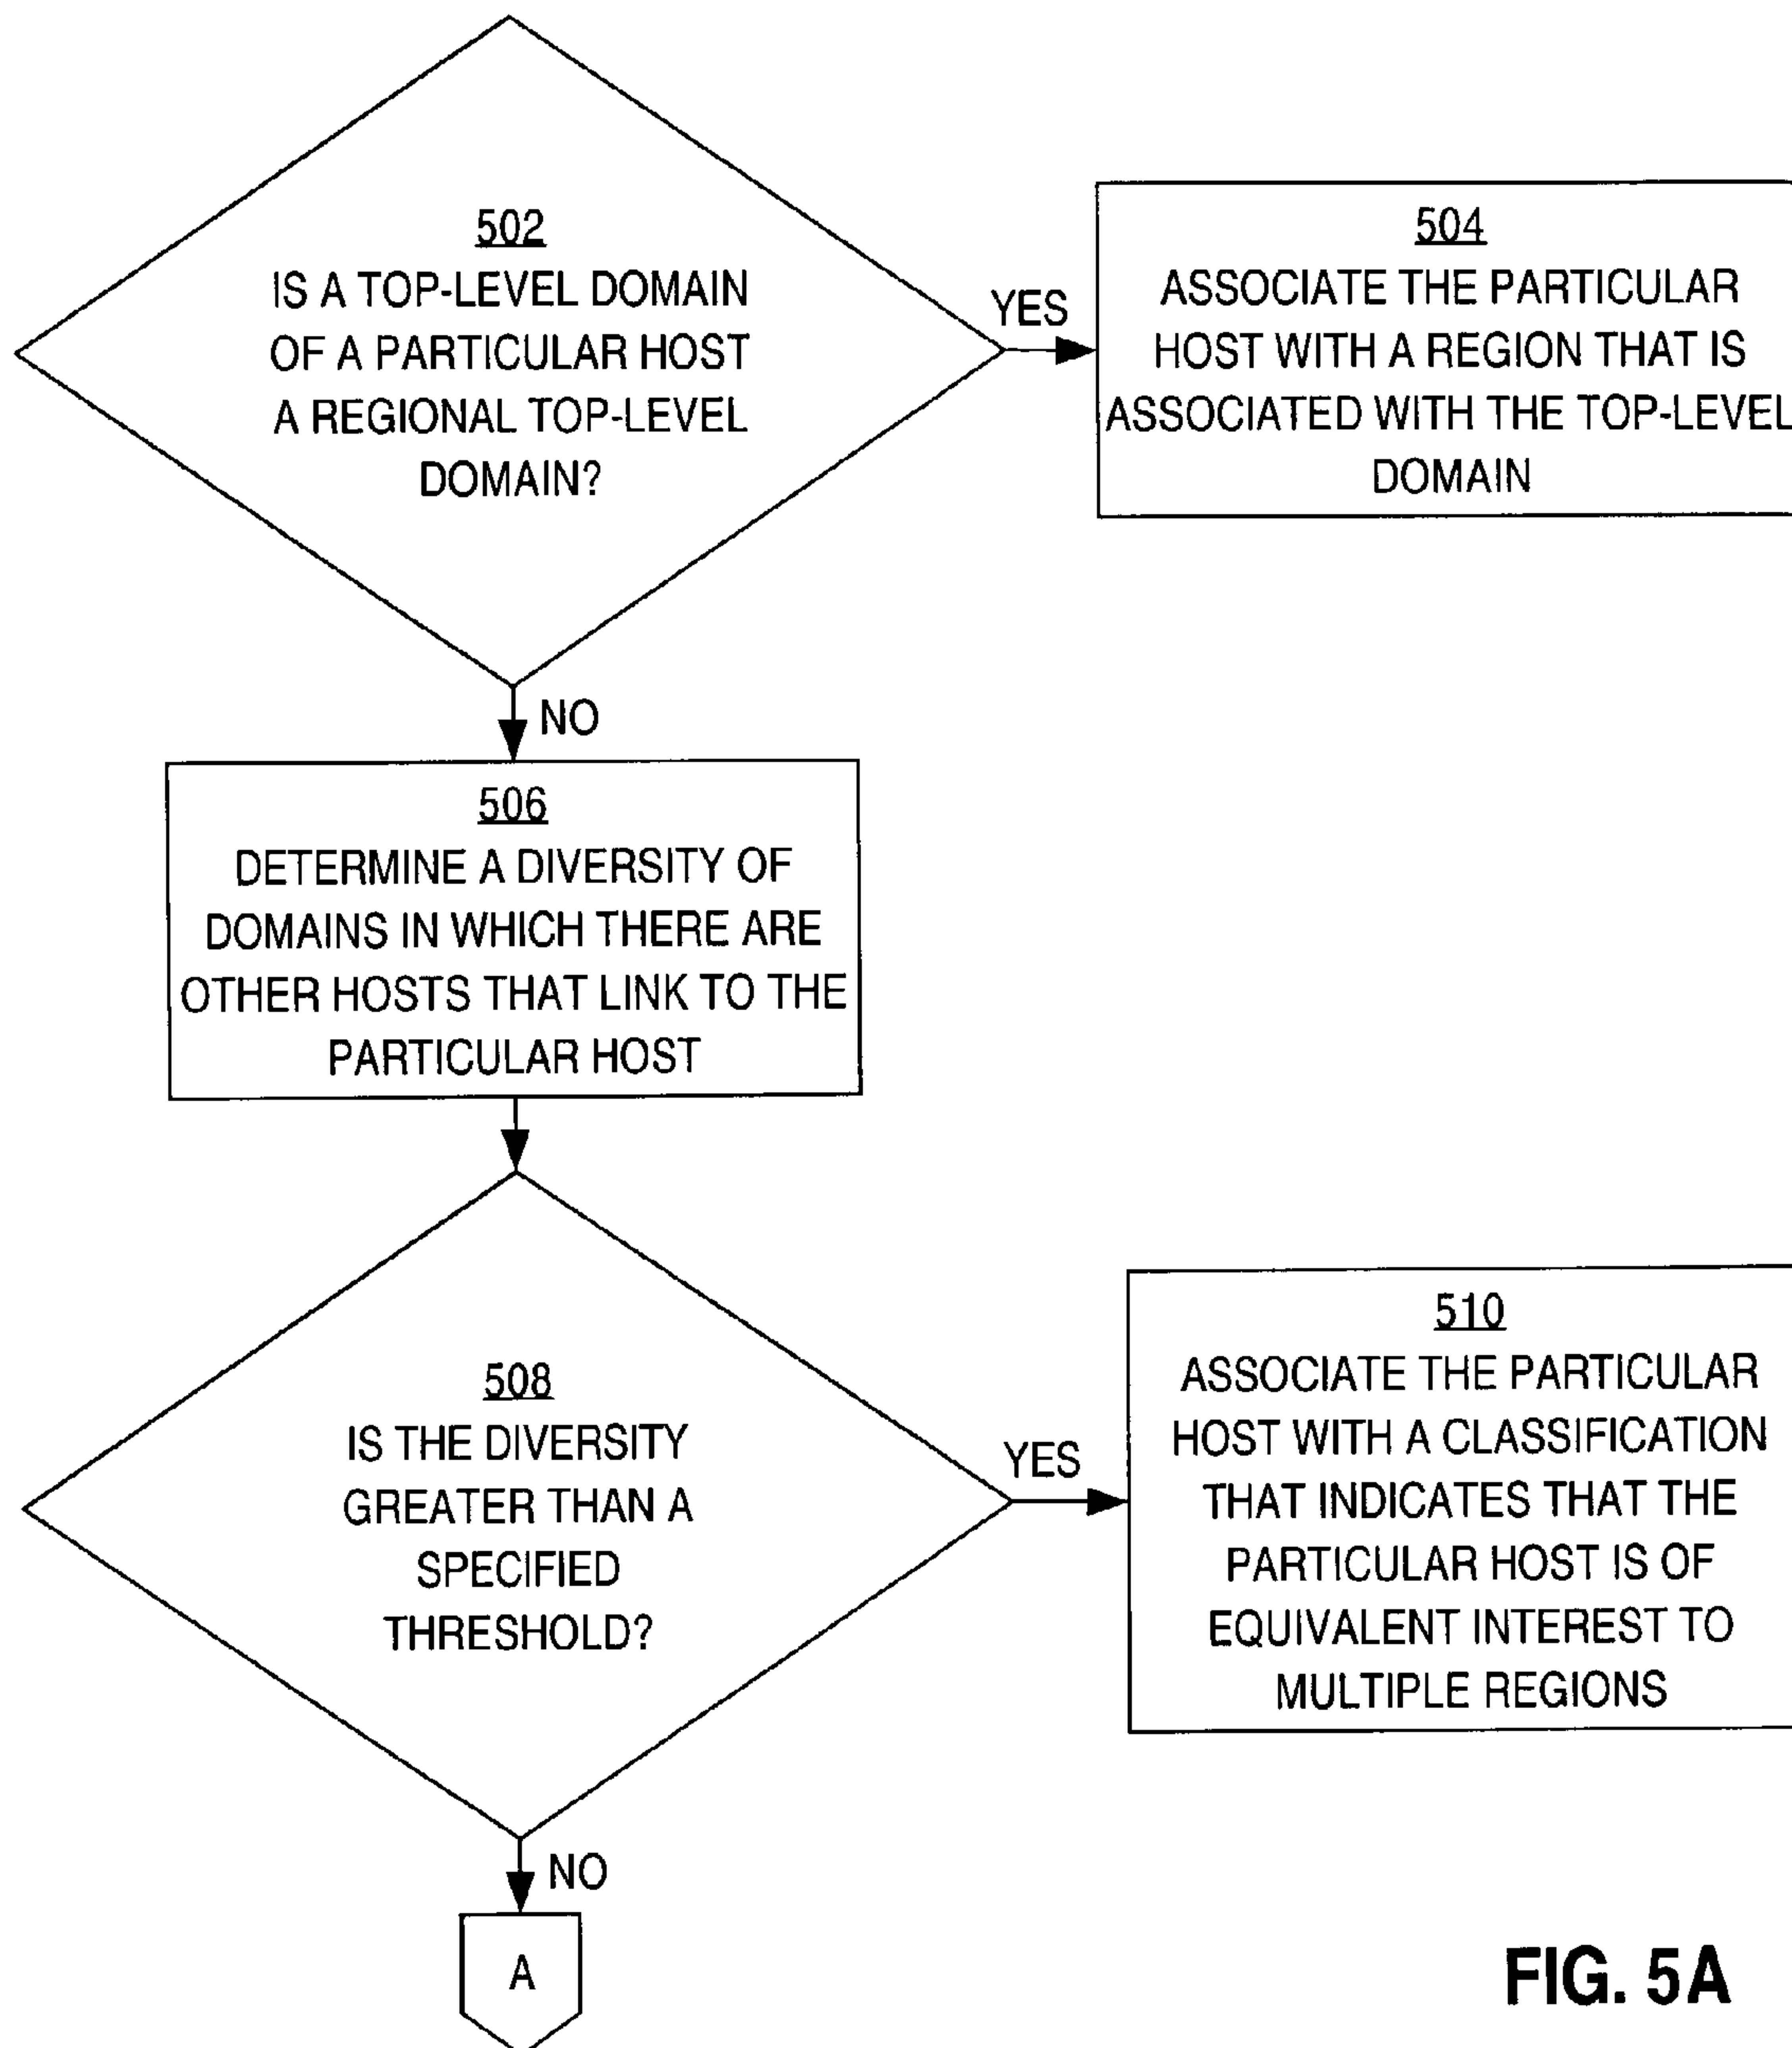 502
IS A TOP-LEVEL DOMAIN
OF A PARTICULAR HOST
A REGIONAL TOP-LEVEL
DOMAIN?
YES
504
ASSOCIATE THE PARTICULAR
HOST WITH A REGION THAT IS
ASSOCIATED WITH THE TOP-LEVEL
DOMAIN
NO
506
DETERMINE A DIVERSITY OF
DOMAINS IN WHICH THERE ARE
OTHER HOSTS THAT LINK TO THE
PARTICULAR HOST
508
IS THE DIVERSITY
GREATER THAN A
SPECIFIED
THRESHOLD?
YES
510
ASSOCIATE THE PARTICULAR
HOST WITH A CLASSIFICATION
THAT INDICATES THAT THE
PARTICULAR HOST IS OF
EQUIVALENT INTEREST TO
MULTIPLE REGIONS
NO
A
FIG. 5A